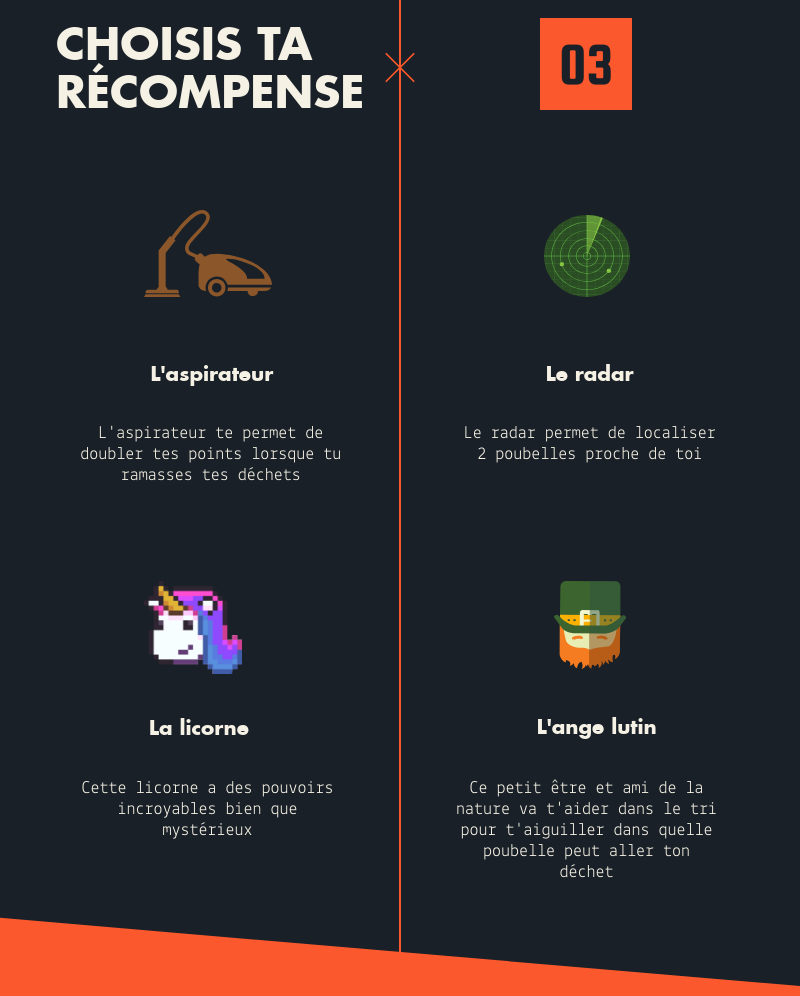 CHOISIS TA
RÉCOMPENSE
03
L'aspirateur
L'aspirateur te permet de
doubler tes points lorsque tu
ramasses tes déchets
Le radar
Le radar permet de localiser
2 poubelles proche de toi
La licorne
Cette licorne a des pouvoirs
incroyables bien que
mystérieux
L'ange lutin
Ce petit être et ami de la
nature va t'aider dans le tri
pour t'aiguiller dans quelle
poubelle peut aller ton
déchet